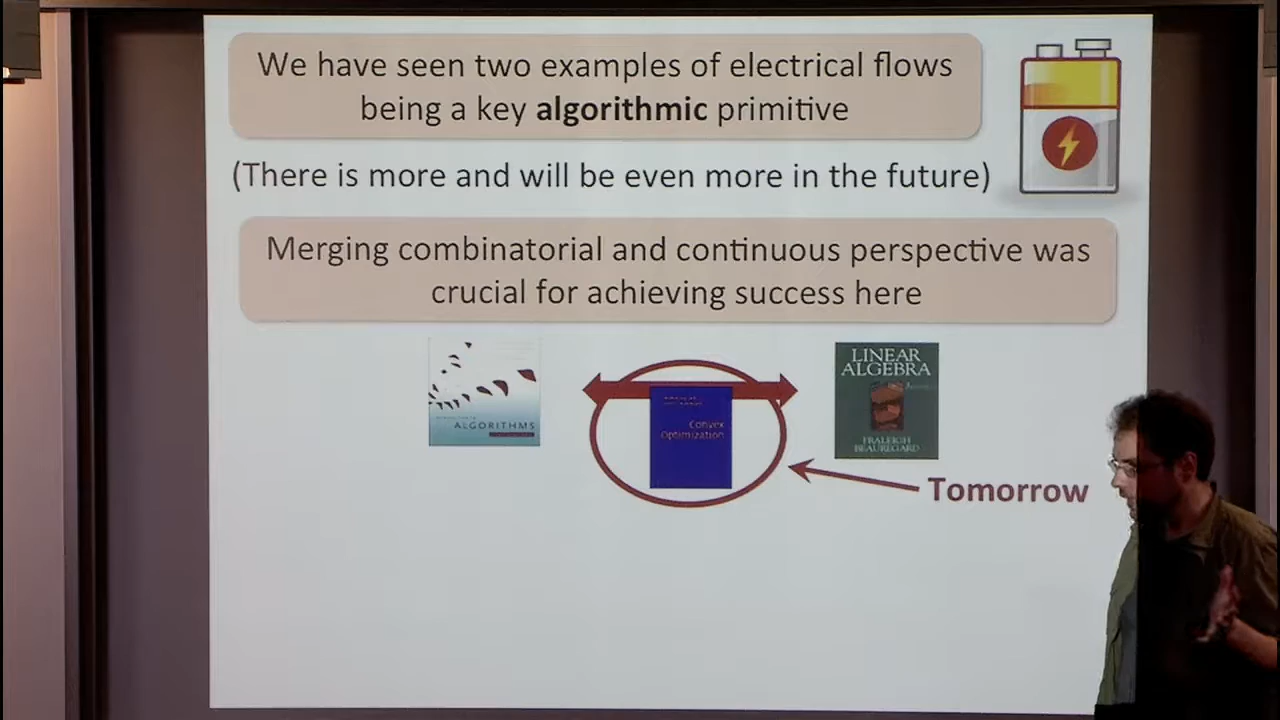 We have seen two examples of electrical flows
being a key algorithmic primitive
(There is more and will be even more in the future)
Merging combinatorial and continuous perspective was
crucial for achieving success here
ALGORITHMS
Convex
Optimization
LINEAR
ALGEBRA
FRALEIGH
BEAUREGARD
Tomorrow